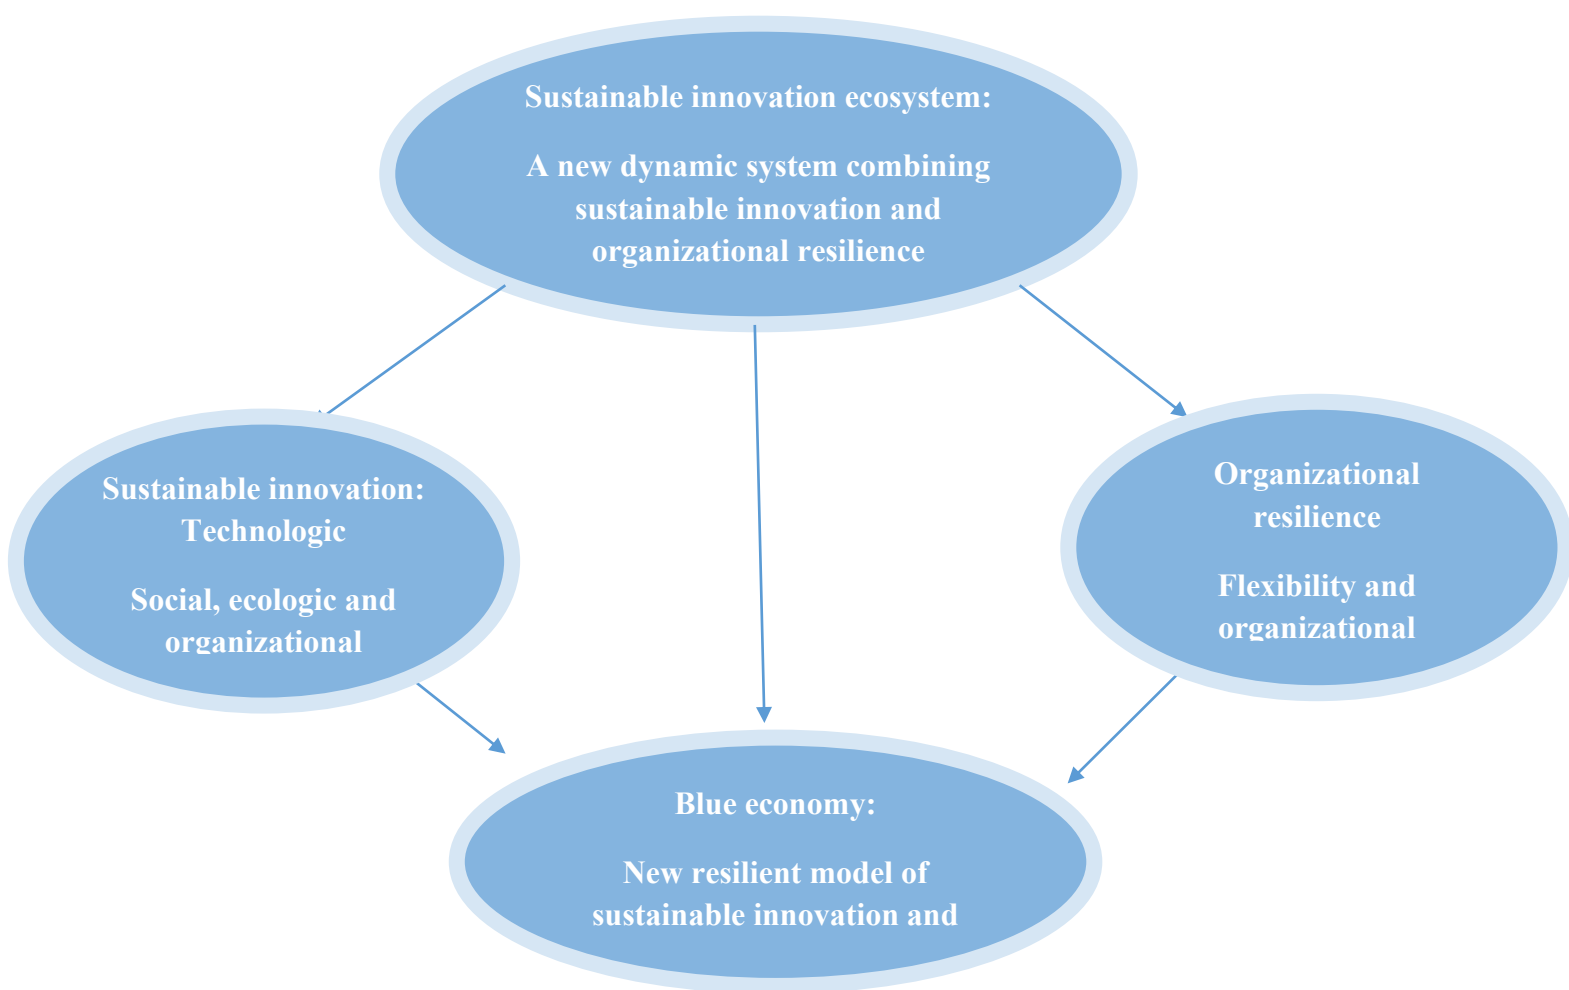 Sustainable innovation ecosystem:
A new dynamic system combining
sustainable innovation and
organizational resilience
Sustainable innovation:
Technologic
Social, ecologic and
organizational
Organizational
resilience
Flexibility and
organizational
Blue economy:
New resilient model of
sustainable innovation and